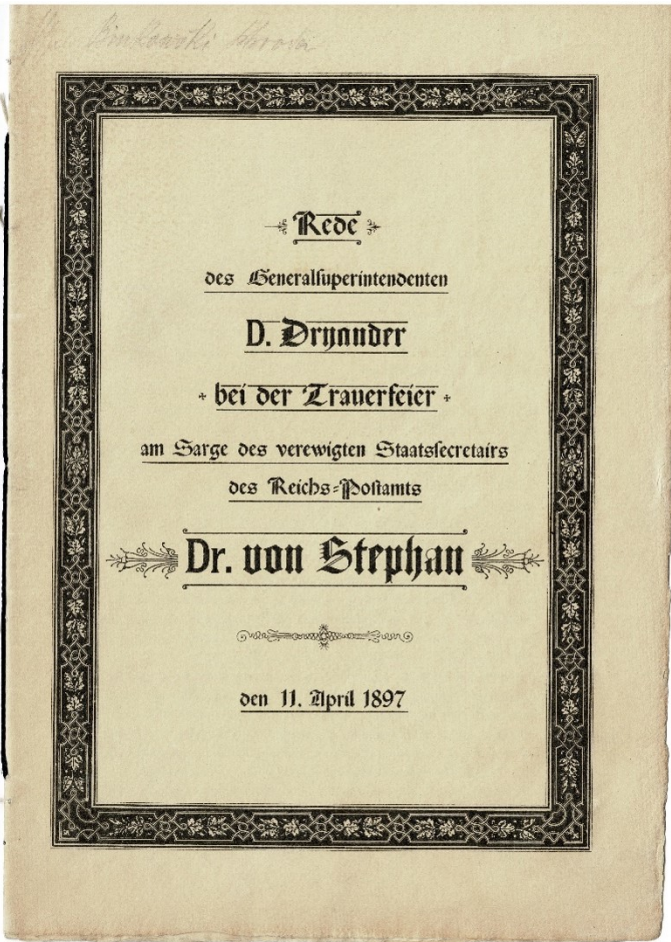 Rede
des Generalsuperintendenten
D. Dryander
bei der Trauerfeier
am Sarge des verewigten Staatssecretairs
des Reichs-Postamts
Dr. von Stephan
den 11. April 1897